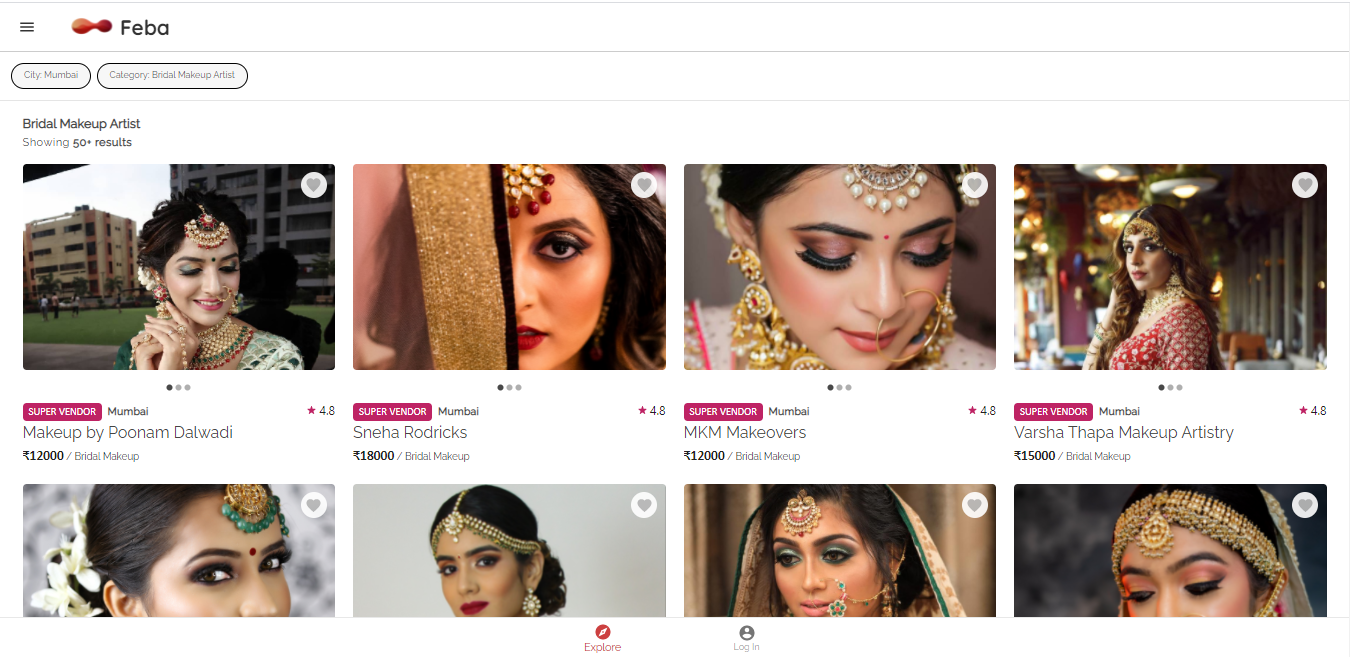 Feba
City: Mumbai
Category: Bridal Makeup Artist
Bridal Makeup Artist
Showing 50+ results
SUPER VENDOR Mumbai ★ 4.8
Makeup by Poonam Dalwadi
₹12000 / Bridal Makeup
SUPER VENDOR Mumbai ★ 4.8
Sneha Rodricks
₹18000 / Bridal Makeup
SUPER VENDOR Mumbai ★ 4.8
MKM Makeovers
₹12000 / Bridal Makeup
SUPER VENDOR Mumbai ★ 4.8
Varsha Thapa Makeup Artistry
₹15000 / Bridal Makeup
Explore
Log In